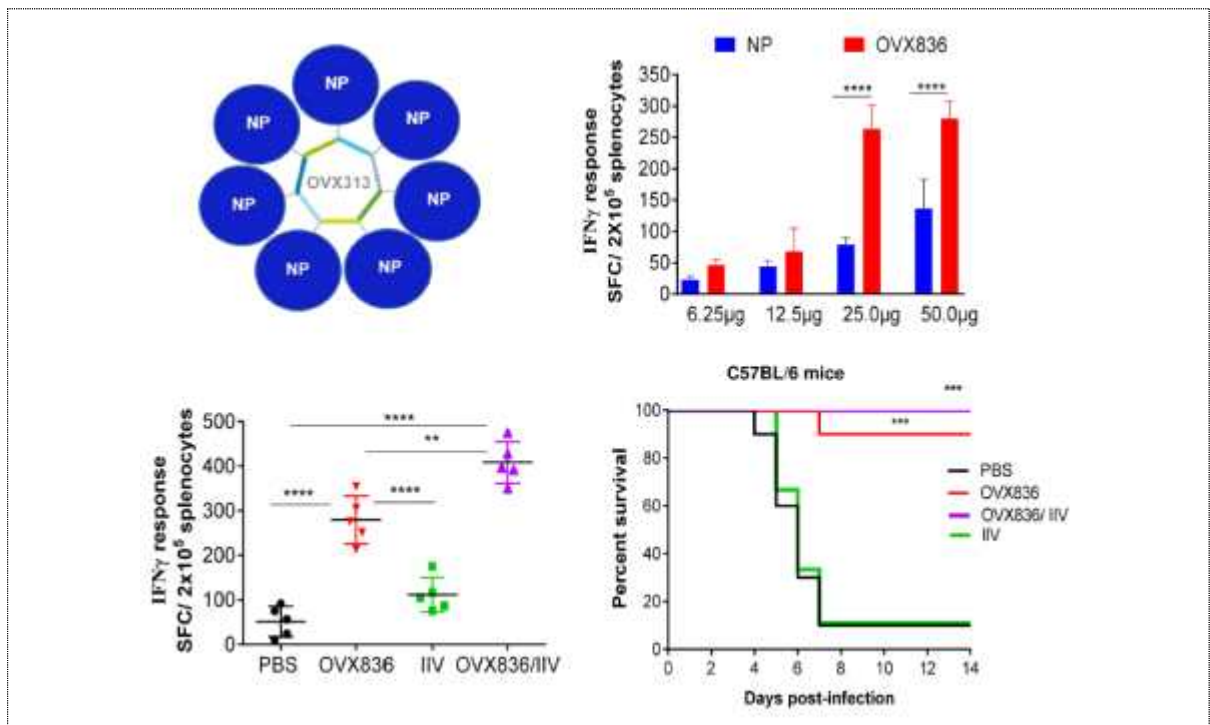 NP
NP
NP
NP
NP
NP
NP
OVX313
NP
OVX836
IFNγ response
SFC/ 2X10⁵ splenocytes
350
300
250
200
150
100
50
0
****
****
6.25µg
12.5µg
25.0µg
50.0µg
IFNγ response
SFC/ 2x10⁵ splenocytes
500
400
300
200
100
0
****
**
****
****
PBS
OVX836
IIV
OVX836/IIV
C57BL/6 mice
***
***
Percent survival
100
80
60
40
20
0
PBS
OVX836
OVX836/ IIV
IIV
0
2
4
6
8
10
12
14
Days post-infection